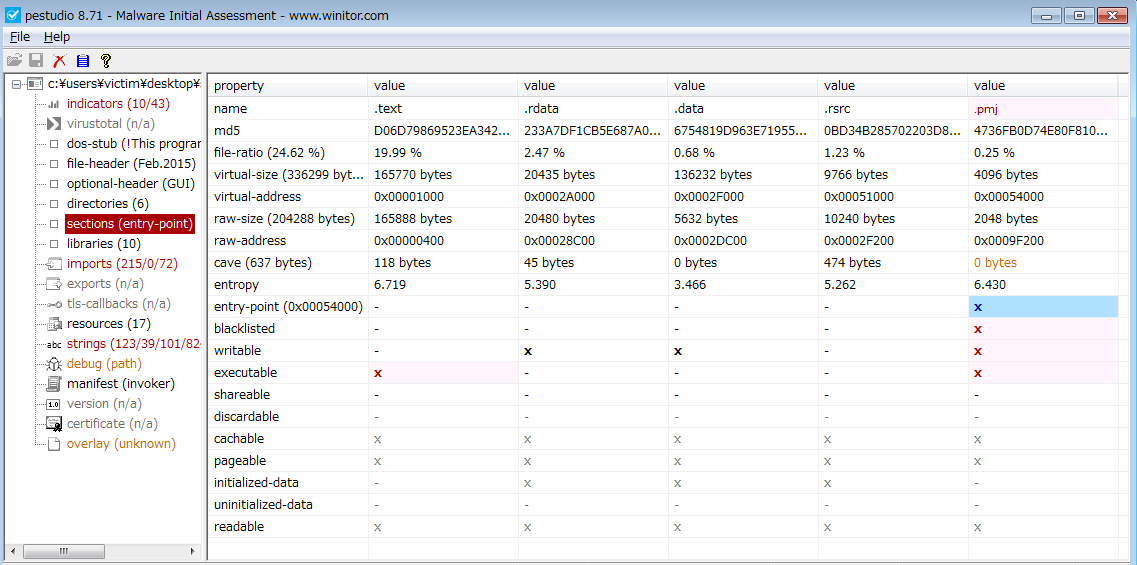 pestudio 8.71 - Malware Initial Assessment - www.winitor.com
File Help
c:¥users¥victim¥desktop¥
indicators (10/43)
virustotal (n/a)
dos-stub (!This program
file-header (Feb.2015)
optional-header (GUI)
directories (6)
sections (entry-point)
libraries (10)
imports (215/0/72)
exports (n/a)
tls-callbacks (n/a)
resources (17)
abc strings (123/39/101/82
debug (path)
manifest (invoker)
1.0 version (n/a)
certificate (n/a)
overlay (unknown)
property value value value value value
name .text .rdata .data .rsrc .pmj
md5 D06D79869523EA342... 233A7DF1CB5E687A0... 6754819D963E71955... 0BD34B285702203D8... 4736FB0D74E80F810...
file-ratio (24.62 %) 19.99 % 2.47 % 0.68 % 1.23 % 0.25 %
virtual-size (336299 byt... 165770 bytes 20435 bytes 136232 bytes 9766 bytes 4096 bytes
virtual-address 0x00001000 0x0002A000 0x0002F000 0x00051000 0x00054000
raw-size (204288 bytes) 165888 bytes 20480 bytes 5632 bytes 10240 bytes 2048 bytes
raw-address 0x00000400 0x00028C00 0x0002DC00 0x0002F200 0x0009F200
cave (637 bytes) 118 bytes 45 bytes 0 bytes 474 bytes 0 bytes
entropy 6.719 5.390 3.466 5.262 6.430
entry-point (0x00054000) - - - - x
blacklisted - - - - x
writable - x x - x
executable x - - - x
shareable - - - - -
discardable - - - - -
cachable x x x x x
pageable x x x x x
initialized-data - x x x -
uninitialized-data - - - - -
readable x x x x x